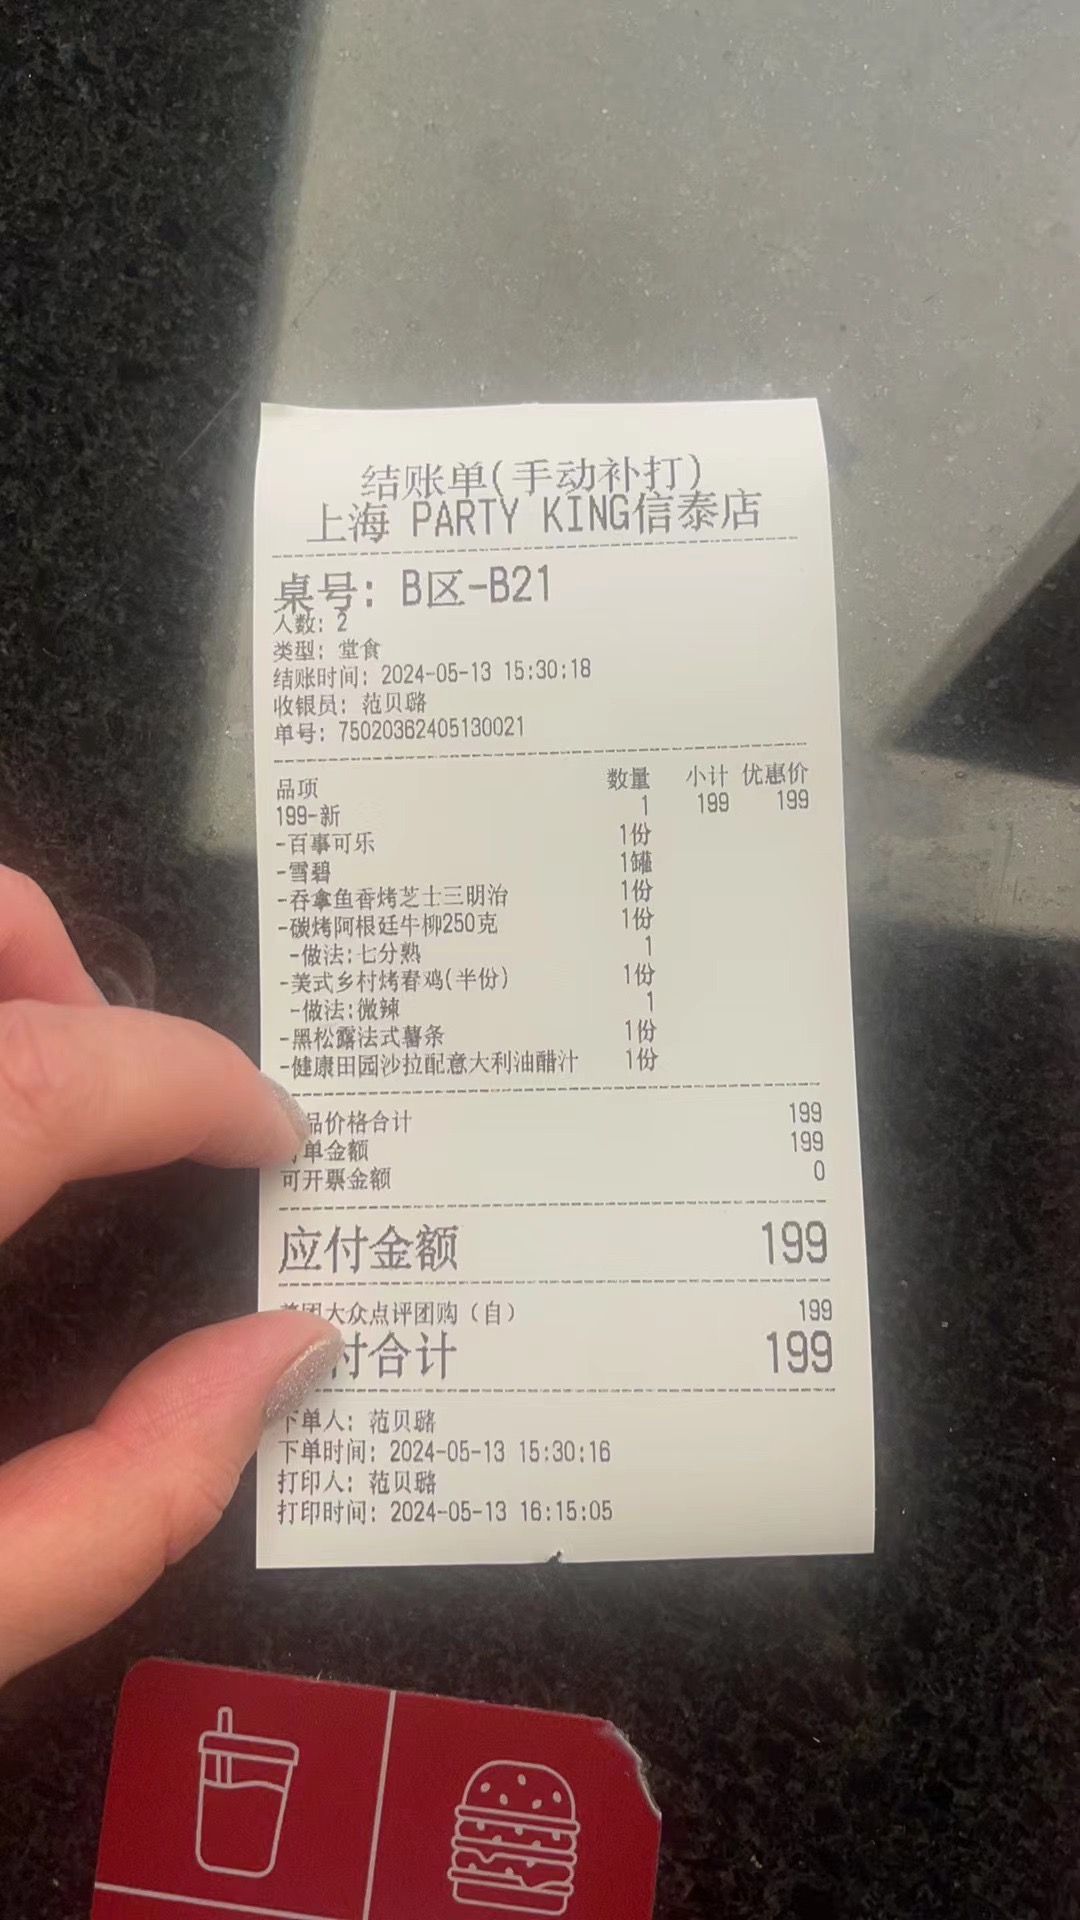 结账单(手动补打)
上海 PARTY KING信泰店
桌号: B区-B21
人数: 2
类型: 堂食
结账时间: 2024-05-13 15:30:18
收银员: 范贝璐
单号: 75020362405130021
品项 数量 小计 优惠价
199-新 1 199 199
-百事可乐 1份
-雪碧 1罐
-吞拿鱼香烤芝士三明治 1份
-碳烤阿根廷牛柳250克 1份
-做法:七分熟 1
-美式乡村烤春鸡(半份) 1份
-做法:微辣 1
-黑松露法式薯条 1份
-健康田园沙拉配意大利油醋汁 1份
品价格合计 199
单金额 199
可开票金额 0
应付金额 199
美团大众点评团购（自） 199
付合计 199
下单人: 范贝璐
下单时间: 2024-05-13 15:30:16
打印人: 范贝璐
打印时间: 2024-05-13 16:15:05